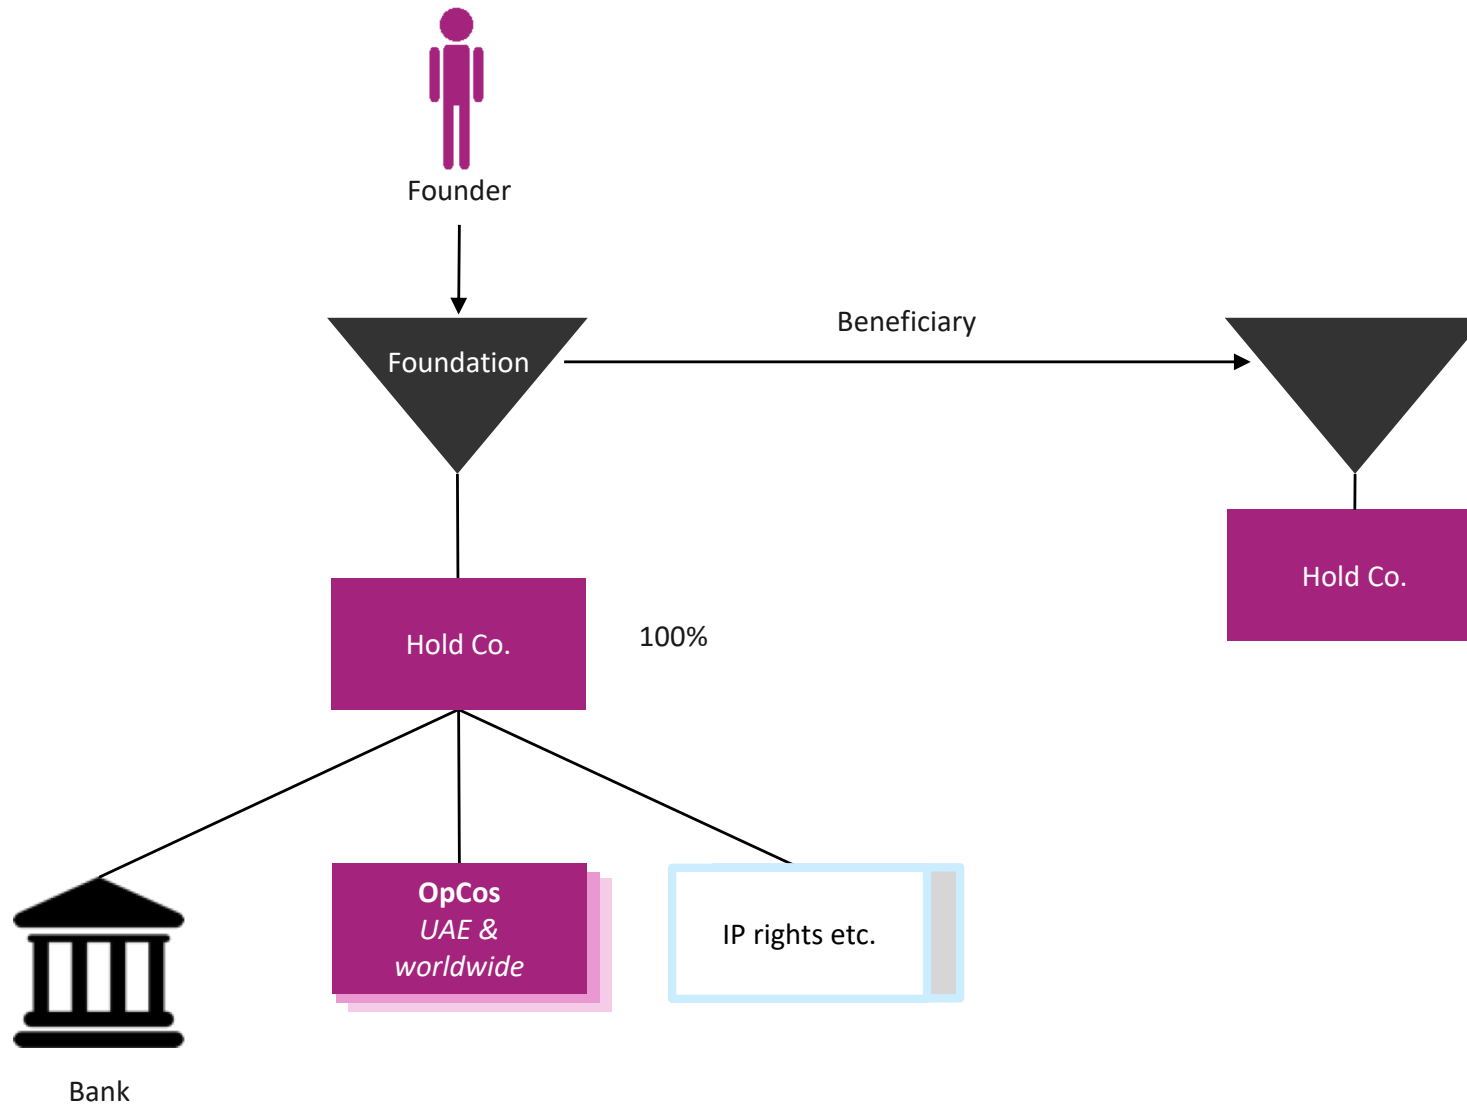 Founder
Beneficiary
Foundation
Hold Co.
Hold Co.
100%
OpCos
UAE &
worldwide
IP rights etc.
Bank